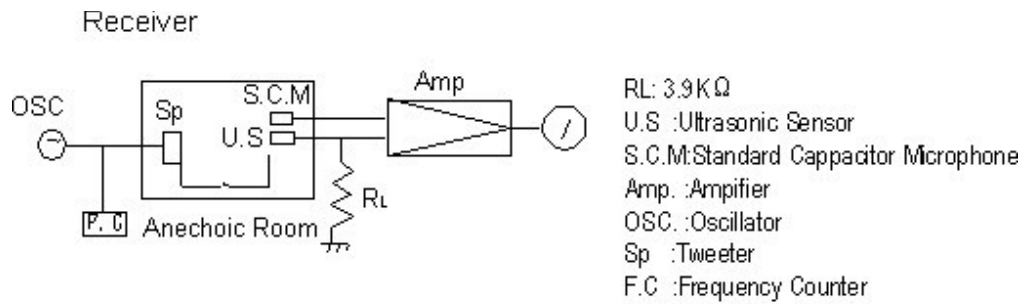 Receiver
OSC
Sp
S.C.M
U.S
Amp
F.C
Anechoic Room
RL
RL: 3.9KΩ
U.S :Ultrasonic Sensor
S.C.M:Standard Cappacitor Microphone
Amp. :Ampifier
OSC. :Oscillator
Sp :Tweeter
F.C :Frequency Counter